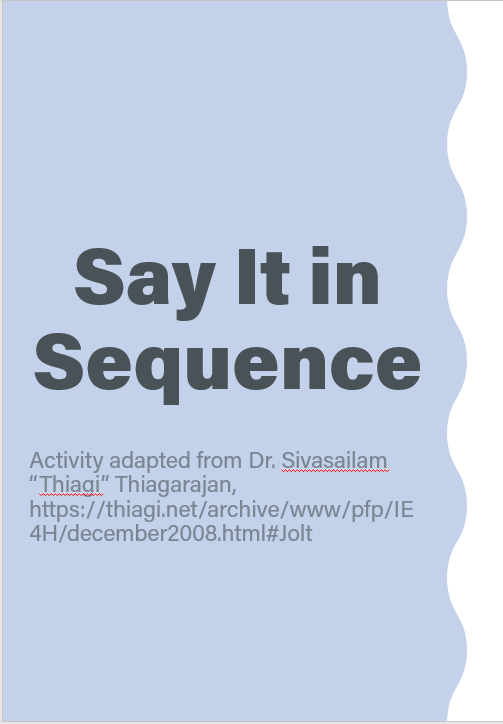 Say It in
Sequence
Activity adapted from Dr. Sivasailam
“Thiagi” Thiagarajan,
https://thiagi.net/archive/www/pfp/IE
4H/december2008.html#Jolt